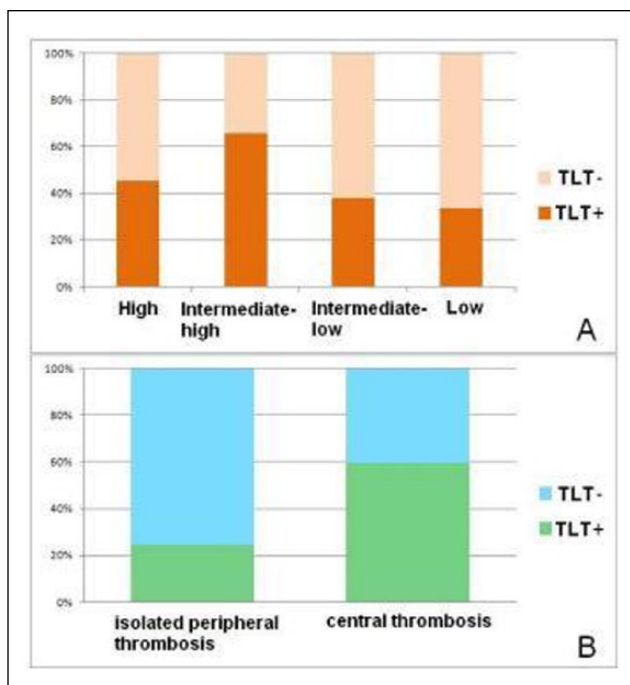 100%
80%
60%
40%
20%
0%
High
Intermediate-
high
Intermediate-
low
Low
TLT-
TLT+
A
100%
80%
60%
40%
20%
0%
isolated peripheral
thrombosis
central thrombosis
TLT-
TLT+
B